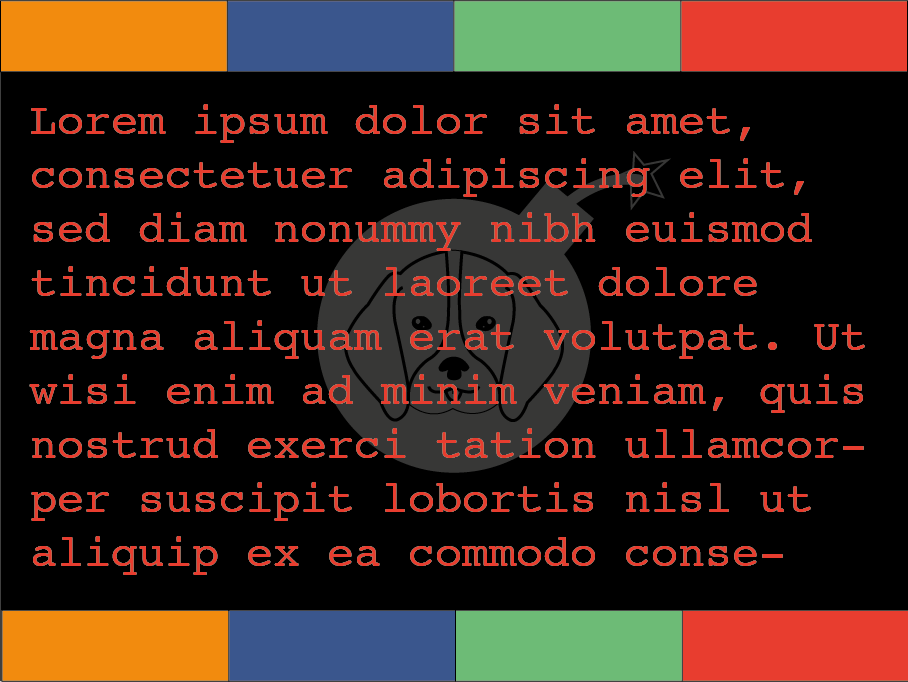 Lorem ipsum dolor sit amet,
consectetuer adipiscing elit,
sed diam nonummy nibh euismod
tincidunt ut laoreet dolore
magna aliquam erat volutpat. Ut
wisi enim ad minim veniam, quis
nostrud exerci tation ullamcor-
per suscipit lobortis nisl ut
aliquip ex ea commodo conse-